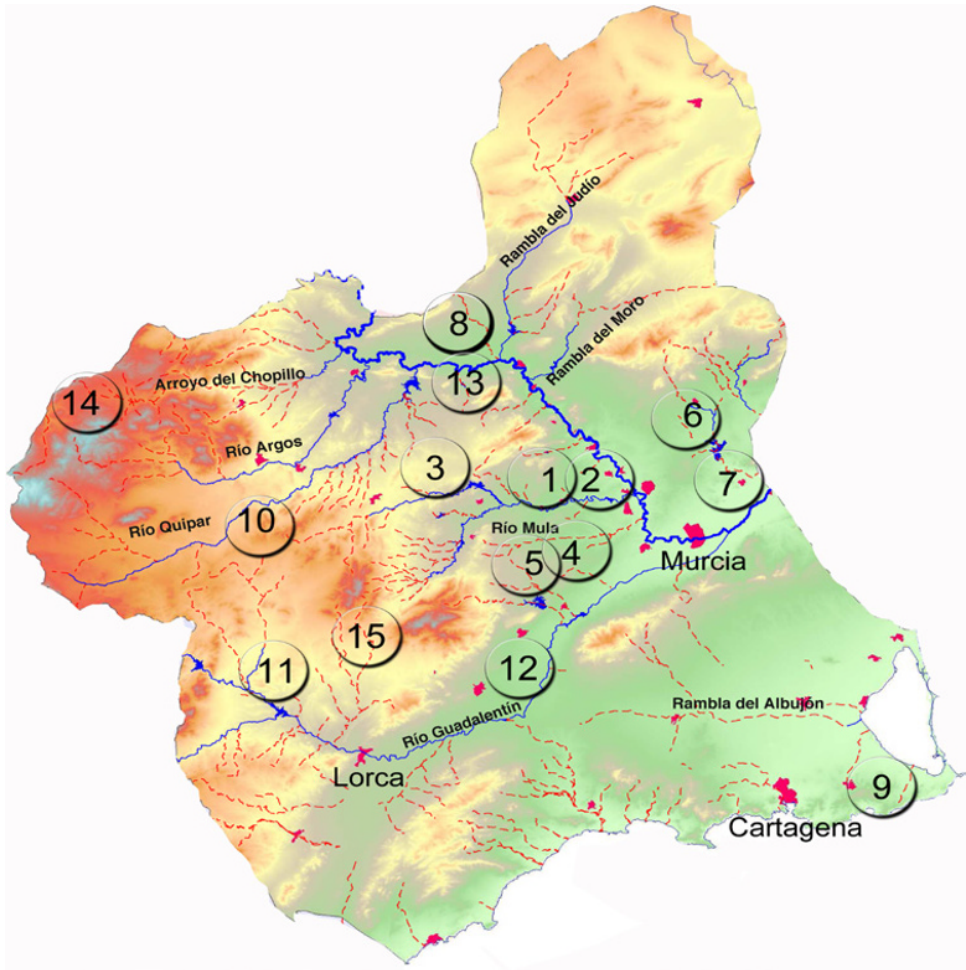 Rambla del Judío
Rambla del Moro
8
13
Arroyo del Chopillo
14
6
Río Argos
3
1
2
7
Río Quipar
10
Río Mula
5
4
Murcia
15
11
12
Río Guadalentín
Rambla del Albujón
Lorca
9
Cartagena